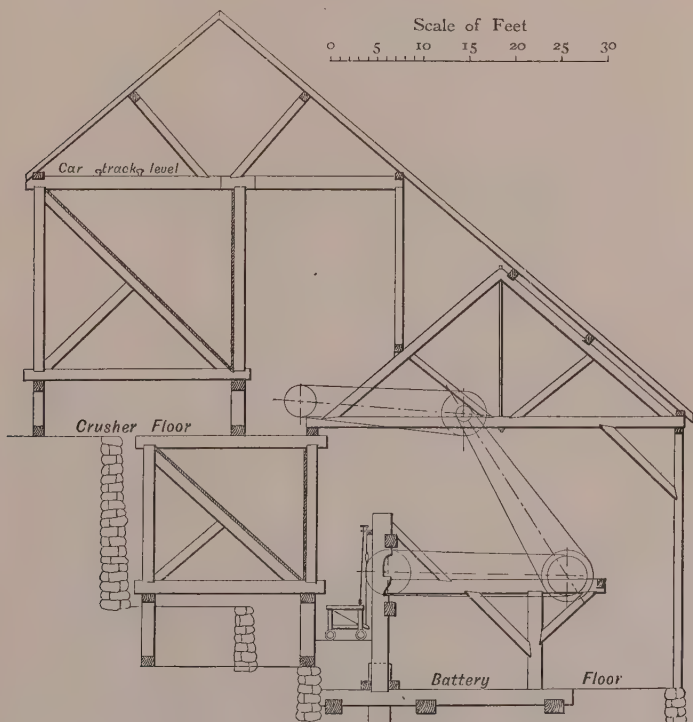 Scale of Feet
0 5 10 15 20 25 30
Car track level
Crusher Floor
Battery Floor